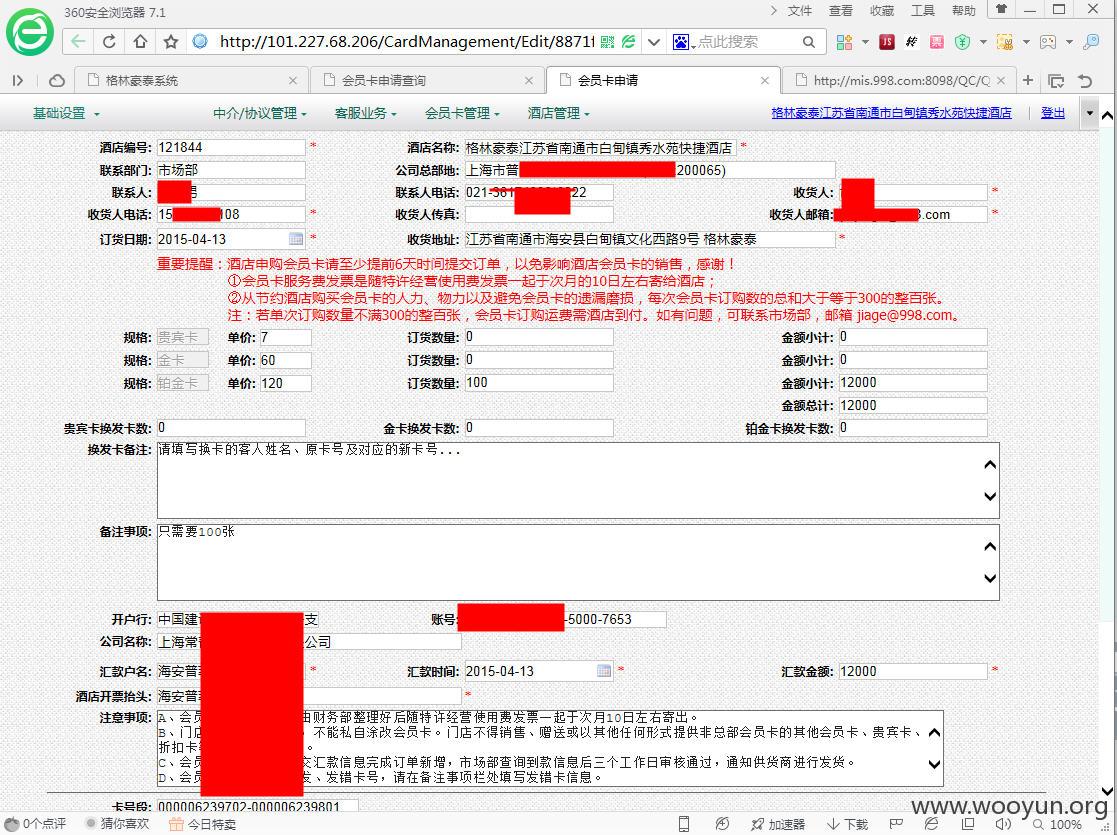 360安全浏览器 7.1
文件 查看 收藏 工具 帮助
http://101.227.68.206/CardManagement/Edit/8871f
点此搜索
格林豪泰系统 会员卡申请查询 会员卡申请 http://mis.998.com:8098/QC/Q
基础设置 中介/协议管理 客服业务 会员卡管理 酒店管理 格林豪泰江苏省南通市白甸镇秀水苑快捷酒店 登出
酒店编号: 121844 * 酒店名称: 格林豪泰江苏省南通市白甸镇秀水苑快捷酒店 *
联系部门: 市场部 公司总部地: 上海市普 200065)
联系人: 联系人电话: 021- 22 收货人: *
收货人电话: 15 108 * 收货人传真: 收货人邮箱: .com *
订货日期: 2015-04-13 * 收货地址: 江苏省南通市海安县白甸镇文化西路9号 格林豪泰 *
重要提醒：酒店申购会员卡请至少提前6天时间提交订单，以免影响酒店会员卡的销售，感谢！
①会员卡服务费发票是随特许经营使用费发票一起于次月的10日左右寄给酒店；
②从节约酒店购买会员卡的人力、物力以及避免会员卡的遗漏磨损，每次会员卡订购数的总和大于等于300的整百张。
注：若单次订购数量不满300的整百张，会员卡订购运费需酒店到付。如有问题，可联系市场部，邮箱 jiage@998.com。
规格: 贵宾卡 单价: 7 订货数量: 0 金额小计: 0
规格: 金卡 单价: 60 订货数量: 0 金额小计: 0
规格: 铂金卡 单价: 120 订货数量: 100 金额小计: 12000
金额总计: 12000
贵宾卡换发卡数: 0 金卡换发卡数: 0 铂金卡换发卡数: 0
换发卡备注: 请填写换卡的客人姓名、原卡号及对应的新卡号...
备注事项: 只需要100张
开户行: 中国建 支 账号: -5000-7653
公司名称: 上海常 公司
汇款户名: 海安普 * 汇款时间: 2015-04-13 * 汇款金额: 12000 *
酒店开票抬头: 海安普 *
注意事项: A、会员 由财务部整理好后随特许经营使用费发票一起于次月10日左右寄出。
B、门店 ，不能私自涂改会员卡。门店不得销售、赠送或以其他任何形式提供非总部会员卡的其他会员卡、贵宾卡、
折扣卡 。
C、会员 交汇款信息完成订单新增，市场部查询到款信息后三个工作日审核通过，通知供货商进行发货。
D、会员 发、发错卡号，请在备注事项栏处填写发错卡信息。
卡号段: 000006239702-000006239801
www.wooyun.org
0个点评 猜你喜欢 今日特卖 加速器 下载 100%